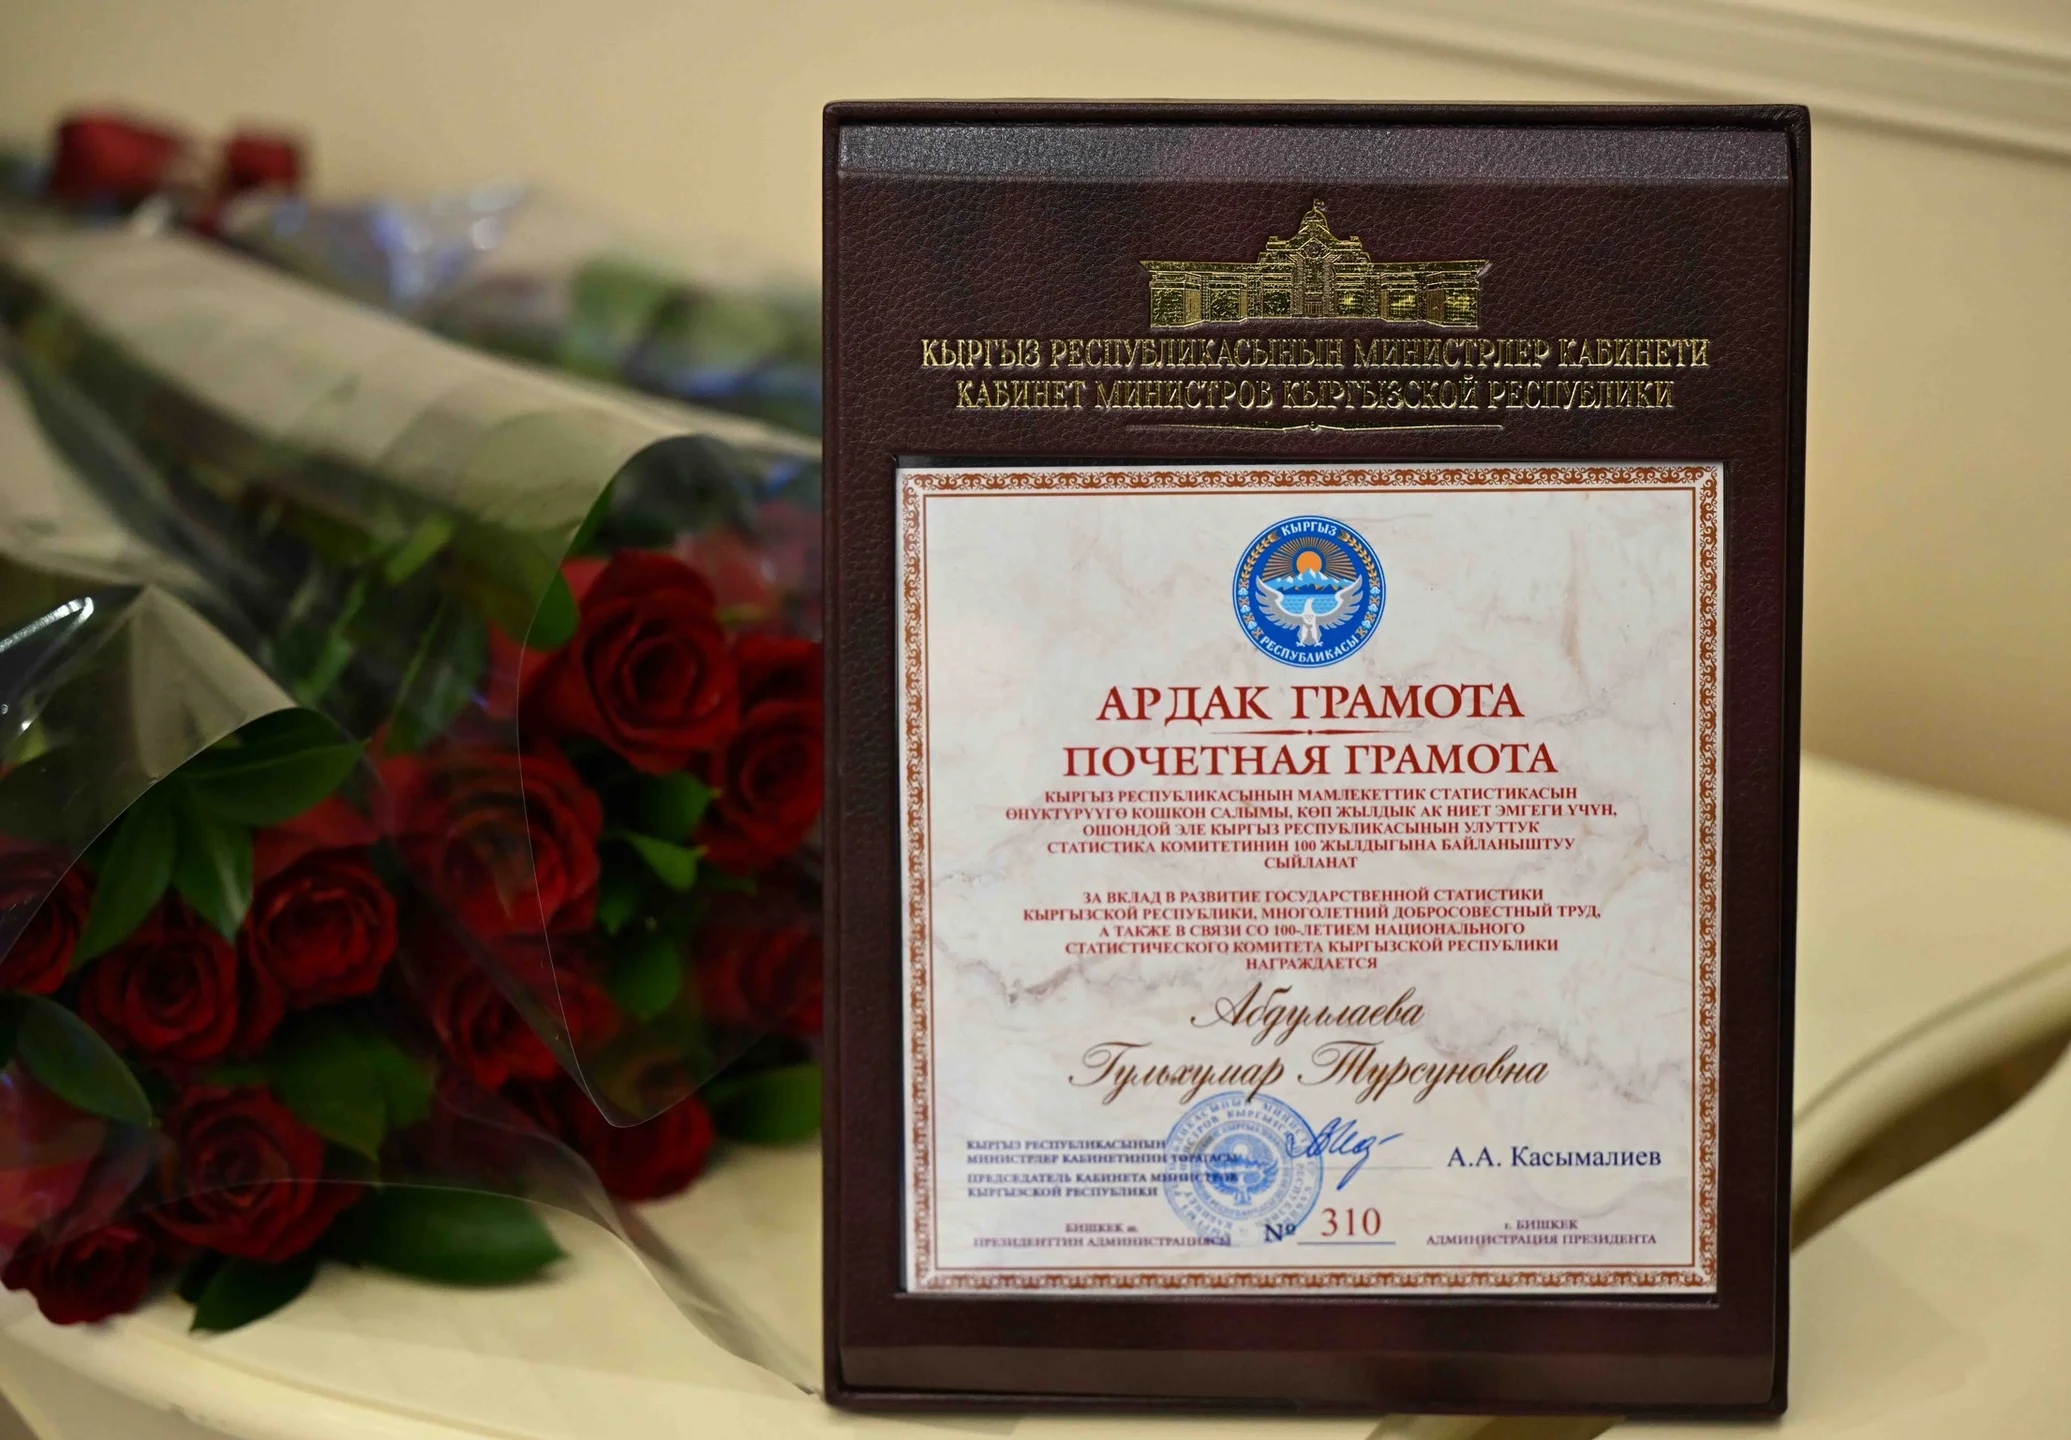 КЫРГЫЗ РЕСПУБЛИКАСЫНЫН МИНИСТРЛЕР КАБИНЕТИ
КАБИНЕТ МИНИСТРОВ КЫРГЫЗСКОЙ РЕСПУБЛИКИ
КЫРГЫЗ
РЕСПУБЛИКАСЫ
АРДАК ГРАМОТА
ПОЧЕТНАЯ ГРАМОТА
КЫРГЫЗ РЕСПУБЛИКАСЫНЫН МАМЛЕКЕТТИК СТАТИСТИКАСЫН
ӨНҮКТҮРҮҮГӨ КОШКОН САЛЫМЫ, КӨП ЖЫЛДЫК АК НИЕТ ЭМГЕГИ ҮЧҮН,
ОШОНДОЙ ЭЛЕ КЫРГЫЗ РЕСПУБЛИКАСЫНЫН УЛУТТУК
СТАТИСТИКА КОМИТЕТИНИН 100 ЖЫЛДЫГЫНА БАЙЛАНЫШТУУ
СЫЙЛАНАТ
ЗА ВКЛАД В РАЗВИТИЕ ГОСУДАРСТВЕННОЙ СТАТИСТИКИ
КЫРГЫЗСКОЙ РЕСПУБЛИКИ, МНОГОЛЕТНИЙ ДОБРОСОВЕСТНЫЙ ТРУД,
А ТАКЖЕ В СВЯЗИ СО 100-ЛЕТИЕМ НАЦИОНАЛЬНОГО
СТАТИСТИЧЕСКОГО КОМИТЕТА КЫРГЫЗСКОЙ РЕСПУБЛИКИ
НАГРАЖДАЕТСЯ
Абдуллаева
Гульхумар Турсуновна
КЫРГЫЗ РЕСПУБЛИКАСЫНЫН
МИНИСТРЛЕР КАБИНЕТИНИН ТӨРАГАСЫ
ПРЕДСЕДАТЕЛЬ КАБИНЕТА МИНИСТРОВ
КЫРГЫЗСКОЙ РЕСПУБЛИКИ
А.А. Касымалиев
БИШКЕК ш.
ПРЕЗИДЕНТТИН АДМИНИСТРАЦИЯСЫ
№ 310
г. БИШКЕК
АДМИНИСТРАЦИЯ ПРЕЗИДЕНТА